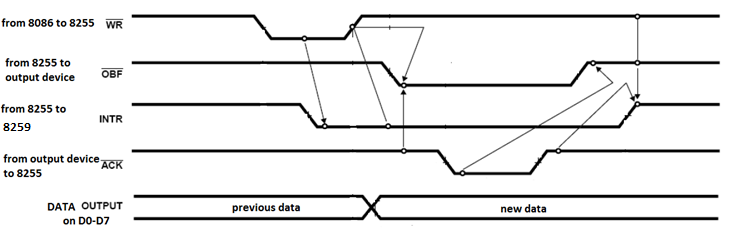 from 8086 to 8255 WR
from 8255 to
output device OBF
from 8255 to
8259
INTR
from output device ACK
to 8255
DATA OUTPUT
on D0-D7
previous data
new data